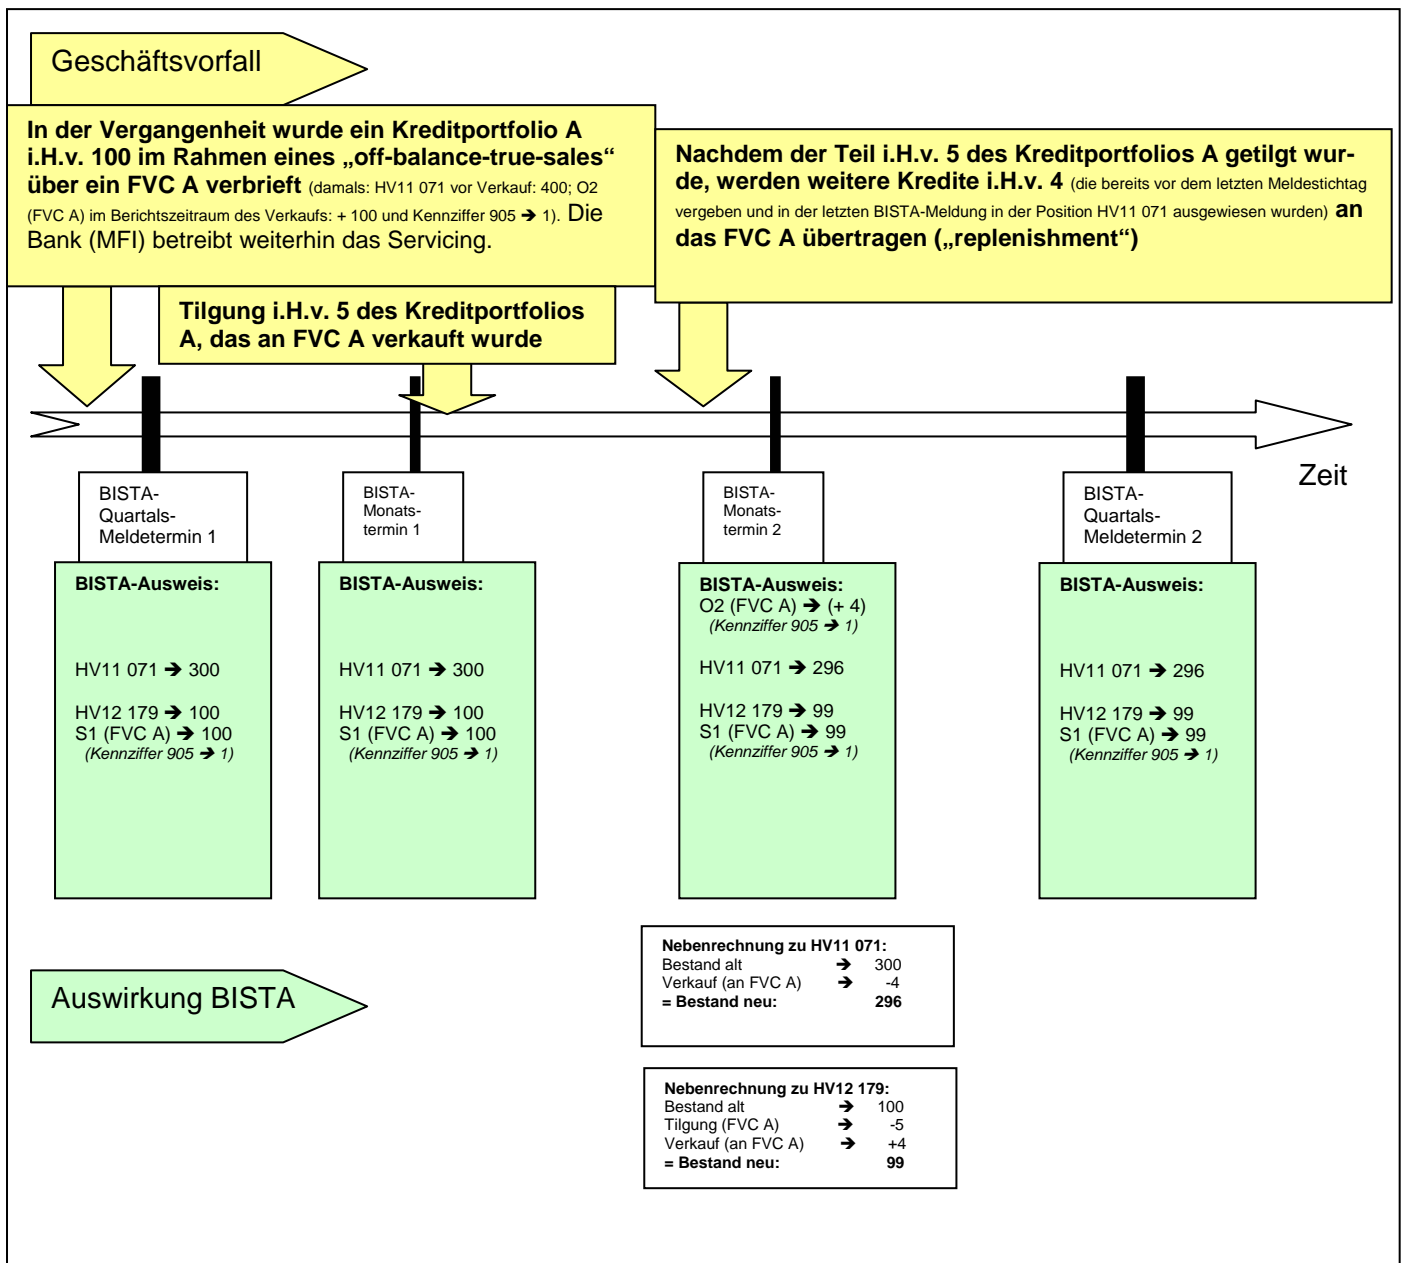 Geschäftsvorfall
In der Vergangenheit wurde ein Kreditportfolio A
i.H.v. 100 im Rahmen eines „off-balance-true-sales“
über ein FVC A verbrieft (damals: HV11 071 vor Verkauf: 400; O2
(FVC A) im Berichtszeitraum des Verkaufs: + 100 und Kennziffer 905 ➔ 1). Die
Bank (MFI) betreibt weiterhin das Servicing.
Nachdem der Teil i.H.v. 5 des Kreditportfolios A getilgt wur-
de, werden weitere Kredite i.H.v. 4 (die bereits vor dem letzten Meldestichtag
vergeben und in der letzten BISTA-Meldung in der Position HV11 071 ausgewiesen wurden) an
das FVC A übertragen („replenishment“)
Tilgung i.H.v. 5 des Kreditportfolios
A, das an FVC A verkauft wurde
Zeit
BISTA-
Quartals-
Meldetermin 1
BISTA-
Monats-
termin 1
BISTA-
Monats-
termin 2
BISTA-
Quartals-
Meldetermin 2
BISTA-Ausweis:
HV11 071 ➔ 300
HV12 179 ➔ 100
S1 (FVC A) ➔ 100
(Kennziffer 905 ➔ 1)
BISTA-Ausweis:
HV11 071 ➔ 300
HV12 179 ➔ 100
S1 (FVC A) ➔ 100
(Kennziffer 905 ➔ 1)
BISTA-Ausweis:
O2 (FVC A) ➔ (+ 4)
(Kennziffer 905 ➔ 1)
HV11 071 ➔ 296
HV12 179 ➔ 99
S1 (FVC A) ➔ 99
(Kennziffer 905 ➔ 1)
BISTA-Ausweis:
HV11 071 ➔ 296
HV12 179 ➔ 99
S1 (FVC A) ➔ 99
(Kennziffer 905 ➔ 1)
Auswirkung BISTA
Nebenrechnung zu HV11 071:
Bestand alt ➔ 300
Verkauf (an FVC A) ➔ -4
= Bestand neu: 296
Nebenrechnung zu HV12 179:
Bestand alt ➔ 100
Tilgung (FVC A) ➔ -5
Verkauf (an FVC A) ➔ +4
= Bestand neu: 99